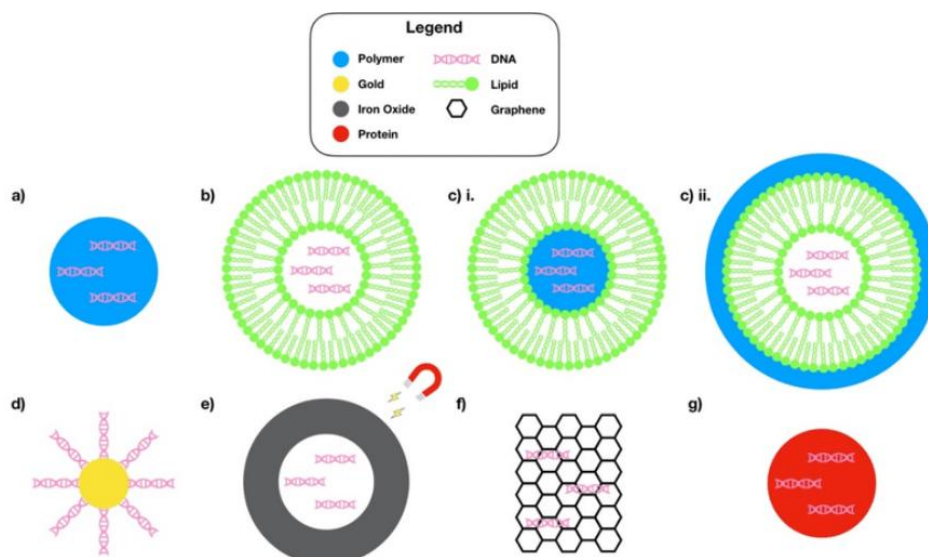 Legend
Polymer DNA
Gold Lipid
Iron Oxide Graphene
Protein
a) b) c) i. c) ii.
d) e) f) g)